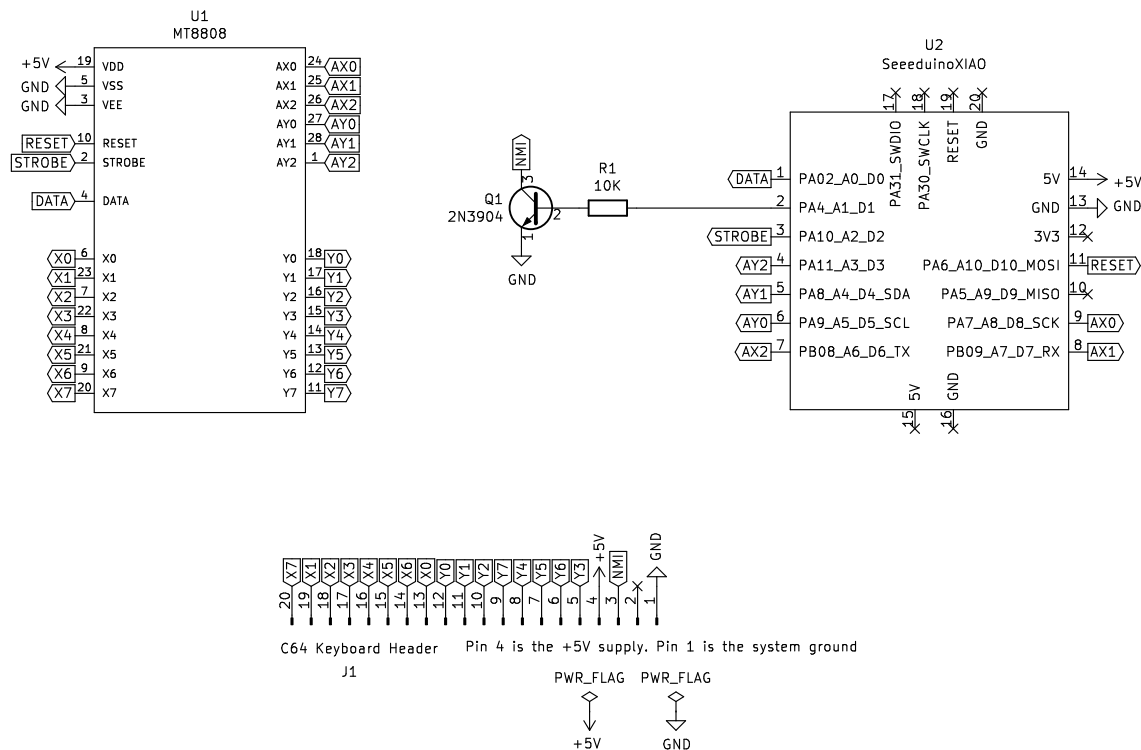 U1
MT8808
+5V 19 VDD AX0 24 AX0
GND 5 VSS AX1 25 AX1
GND 3 VEE AX2 26 AX2
AY0 27 AY0
RESET 10 RESET AY1 28 AY1
STROBE 2 STROBE AY2 1 AY2
DATA 4 DATA
X0 6 X0 Y0 18 Y0
X1 23 X1 Y1 17 Y1
X2 7 X2 Y2 16 Y2
X3 22 X3 Y3 15 Y3
X4 8 X4 Y4 14 Y4
X5 21 X5 Y5 13 Y5
X6 9 X6 Y6 12 Y6
X7 20 X7 Y7 11 Y7
NMI
3
Q1
2N3904
2
1
GND
R1
10K
U2
SeeeduinoXIAO
17 18 19 20
PA31_SWDIO PA30_SWCLK RESET GND
DATA 1 PA02_A0_D0 5V 14 +5V
2 PA4_A1_D1 GND 13 GND
STROBE 3 PA10_A2_D2 3V3 12
AY2 4 PA11_A3_D3 PA6_A10_D10_MOSI 11 RESET
AY1 5 PA8_A4_D4_SDA PA5_A9_D9_MISO 10
AY0 6 PA9_A5_D5_SCL PA7_A8_D8_SCK 9 AX0
AX2 7 PB08_A6_D6_TX PB09_A7_D7_RX 8 AX1
5V GND
15 16
X7 X1 X2 X3 X4 X5 X6 X0 Y0 Y1 Y2 Y7 Y4 Y5 Y6 Y3 +5V NMI GND
20 19 18 17 16 15 14 13 12 11 10 9 8 7 6 5 4 3 2 1
C64 Keyboard Header Pin 4 is the +5V supply. Pin 1 is the system ground
J1
PWR_FLAG PWR_FLAG
+5V GND